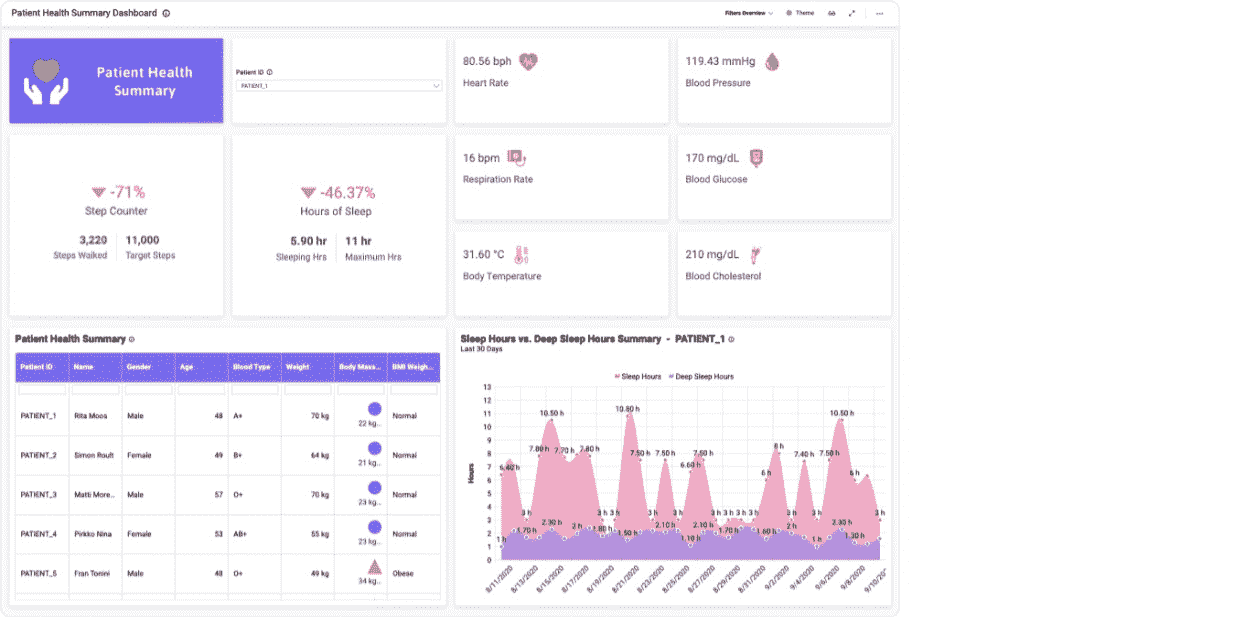 Patient Health Summary Dashboard
Filters Overview
Theme
Patient Health
Summary
Patient ID
PATIENT_1
80.56 bph
Heart Rate
119.43 mmHg
Blood Pressure
-71%
Step Counter
3,220 11,000
Steps Walked Target Steps
-46.37%
Hours of Sleep
5.90 hr 11 hr
Sleeping Hrs Maximum Hrs
16 bpm
Respiration Rate
170 mg/dL
Blood Glucose
31.60 °C
Body Temperature
210 mg/dL
Blood Cholesterol
Patient Health Summary
Patient ID Name Gender Age Blood Type Weight Body Mass... BMI Weigh...
PATIENT_1 Rita Moos Male 48 A+ 70 kg 22 kg... Normal
PATIENT_2 Simon Roult Female 49 B+ 64 kg 21 kg... Normal
PATIENT_3 Matti More... Male 57 O+ 70 kg 23 kg... Normal
PATIENT_4 Pirkko Nina Female 53 AB+ 55 kg 23 kg... Normal
PATIENT_5 Fran Tonini Male 48 O+ 49 kg 34 kg... Obese
Sleep Hours vs. Deep Sleep Hours Summary - PATIENT_1
Last 30 Days
Sleep Hours Deep Sleep Hours
Hours
13
12
11
10
9
8
7
6
5
4
3
2
1
0
10.50 h 10.80 h 10.50 h
7.80 h 7.70 h 7.80 h 7.50 h 7.50 h 7.50 h 8 h 7.40 h 7.50 h
6.40 h 6.60 h 6 h 6 h
3 h 3 h 3 h 3 h 3 h 3 h 3 h 3 h 3 h 3 h 3 h 3 h
1 h 1.70 h 2.30 h 2 h 1.80 h 1.50 h 2.10 h 1.10 h 2.10 h 1.70 h 1.60 h 2 h 1 h 2.30 h 1.30 h
8/11/2020 8/13/2020 8/15/2020 8/17/2020 8/19/2020 8/21/2020 8/23/2020 8/25/2020 8/27/2020 8/29/2020 8/31/2020 9/2/2020 9/4/2020 9/6/2020 9/8/2020 9/10/20